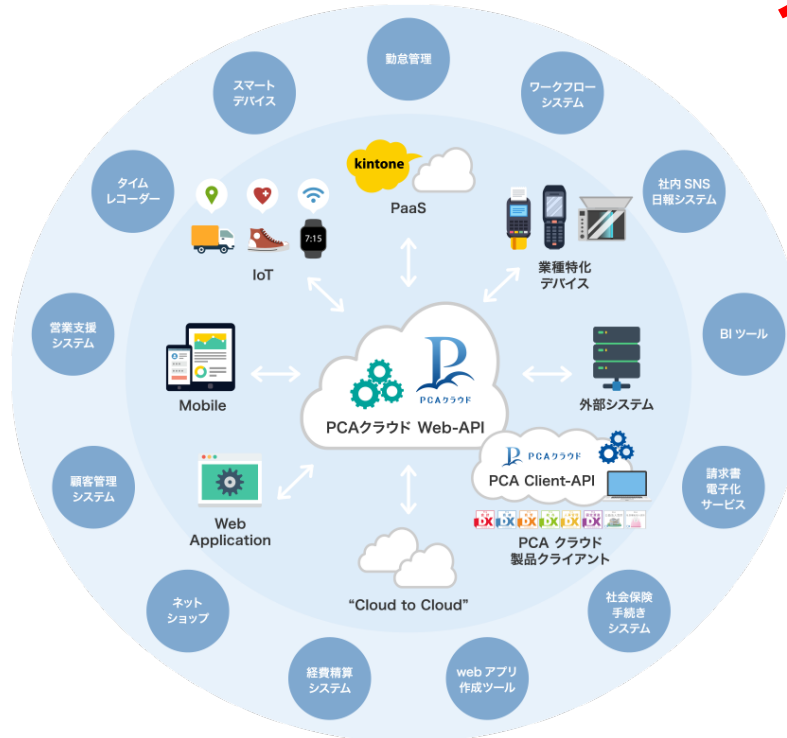 勤怠管理
スマート
デバイス
ワークフロー
システム
kintone
PaaS
タイム
レコーダー
社内 SNS
日報システム
7:15
IoT
業種特化
デバイス
営業支援
システム
BI ツール
Mobile
P
PCAクラウド
PCAクラウド Web-API
外部システム
P PCAクラウド
PCA Client-API
顧客管理
システム
請求書
電子化
サービス
Web
Application
DX DX DX DX DX DX
PCA クラウド
製品クライアント
"Cloud to Cloud"
ネット
ショップ
社会保険
手続き
システム
経費精算
システム
web アプリ
作成ツール